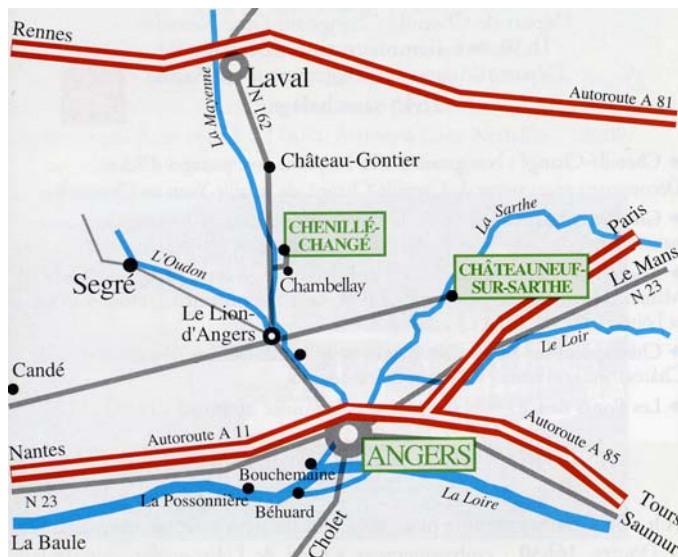 Rennes
Laval
La Mayenne
N 162
Autoroute A 81
Château-Gontier
CHENILLÉ-
CHANGÉ
La Sarthe
Paris
L'Oudon
Segré
Chambellay
CHÂTEAUNEUF-
SUR-SARTHE
Le Mans
N 23
Le Lion-
d'Angers
Le Loir
Candé
Nantes
Autoroute A 11
ANGERS
Autoroute A 85
N 23
Bouchemaine
La Possonnière
Béhuard
La Loire
Tours
Saumur
La Baule
Cholet